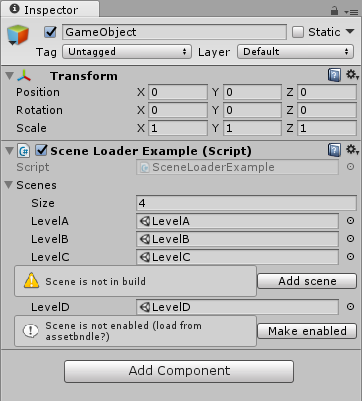 Inspector
GameObject Static
Tag Untagged Layer Default
Transform
Position X 0 Y 0 Z 0
Rotation X 0 Y 0 Z 0
Scale X 1 Y 1 Z 1
Scene Loader Example (Script)
Script SceneLoaderExample
Scenes
Size 4
LevelA LevelA
LevelB LevelB
LevelC LevelC
Scene is not in build Add scene
LevelD LevelD
Scene is not enabled (load from
assetbndle?) Make enabled
Add Component